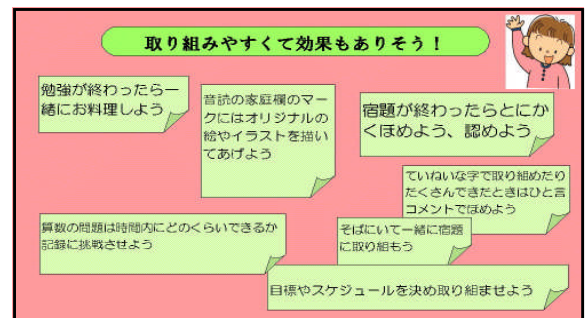 取り組みやすくて効果もありそう！
勉強が終わったら一
緒にお料理しよう
音読の家庭欄のマー
クにはオリジナルの
絵やイラストを描い
てあげよう
宿題が終わったらとにか
くほめよう、認めよう
ていねいな字で取り組めたり
たくさんできたときはひと言
コメントでほめよう
算数の問題は時間内にどのくらいできるか
記録に挑戦させよう
そばにいて一緒に宿題
に取り組もう
目標やスケジュールを決め取り組ませよう